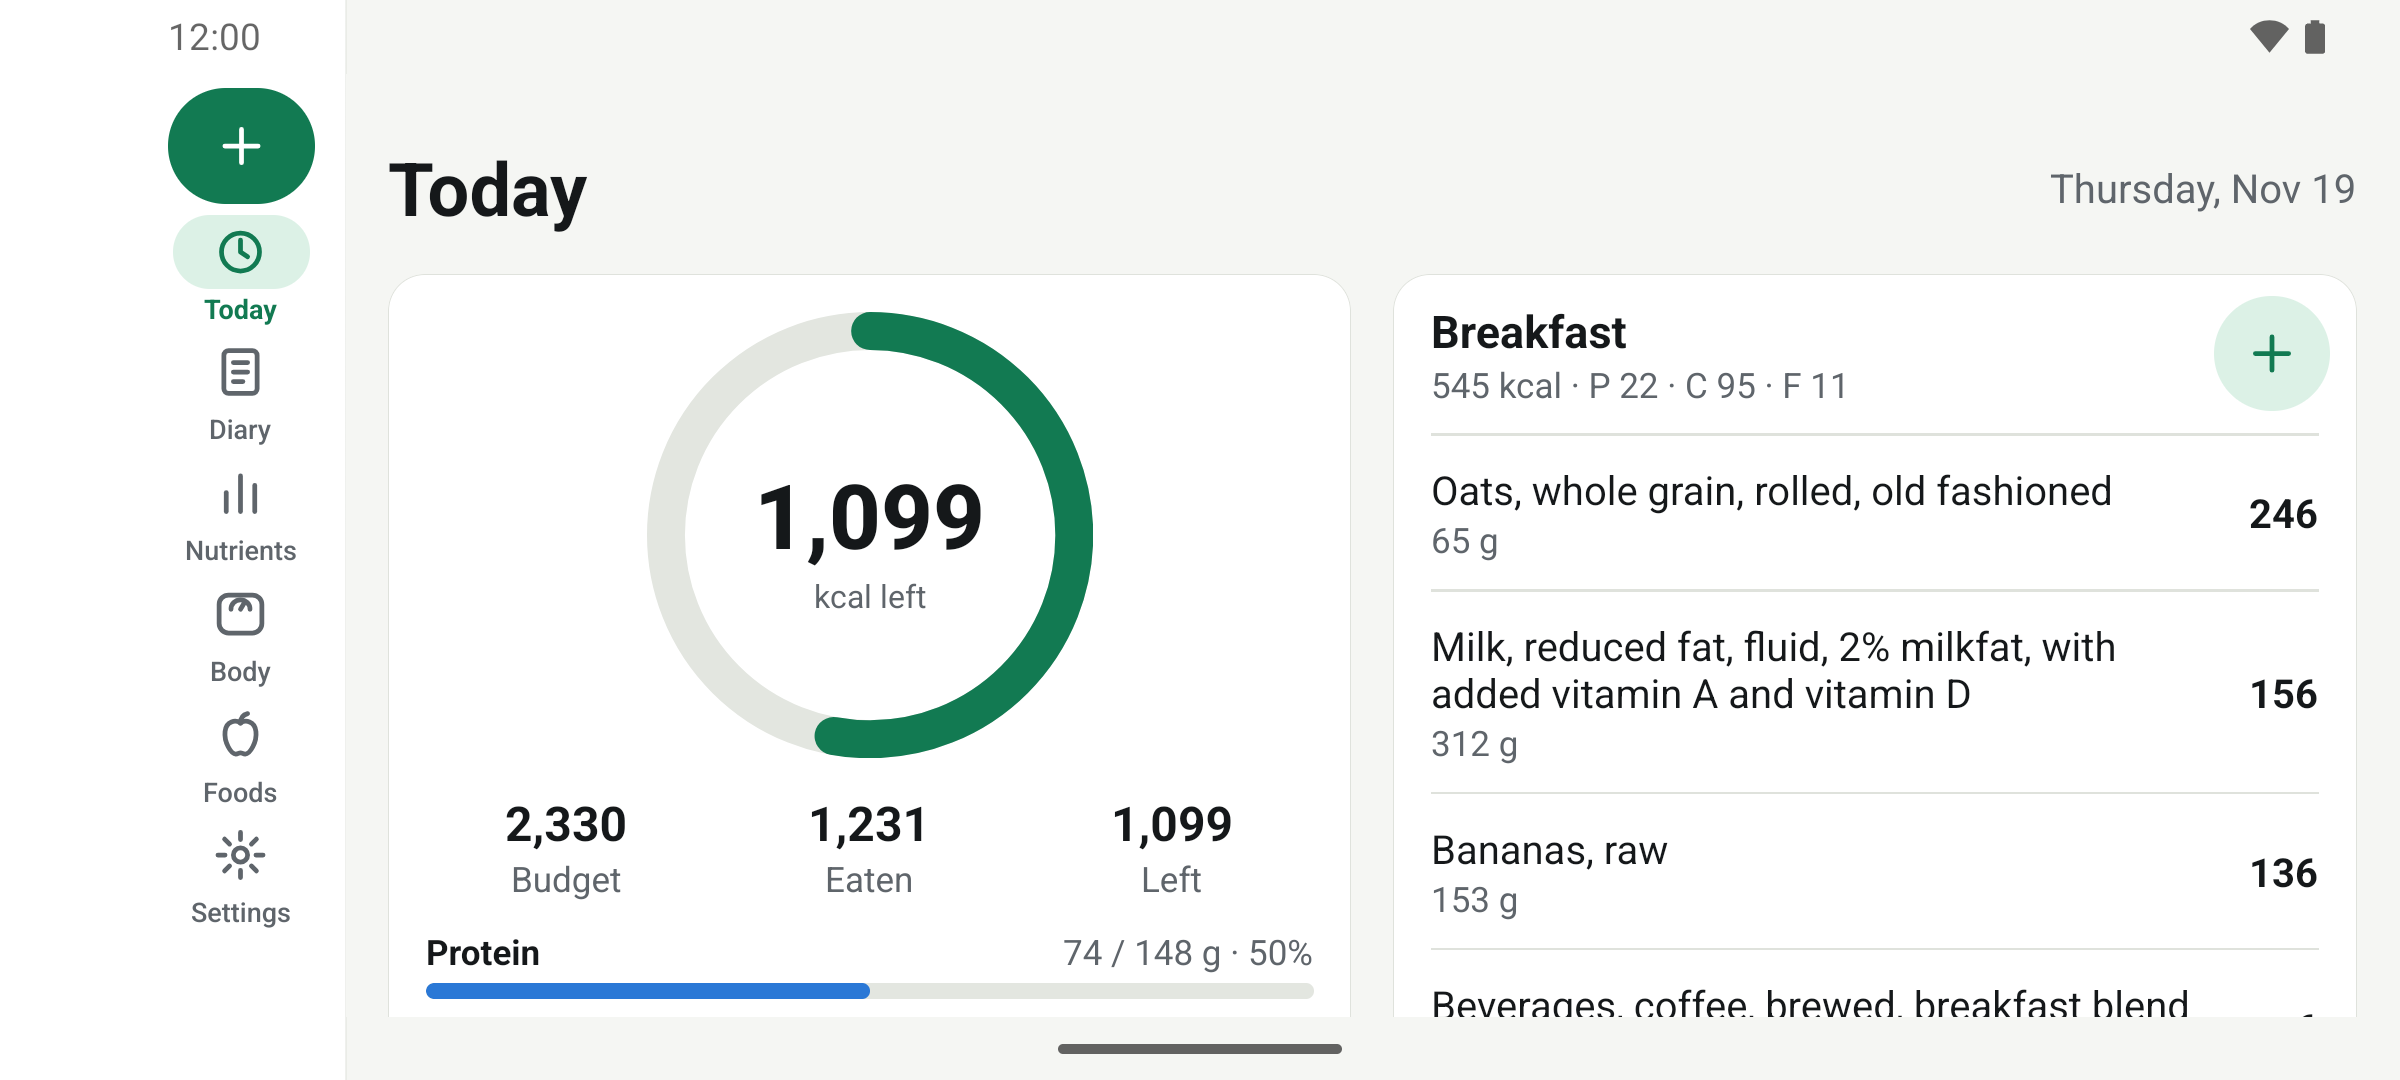 12:00
Today
Diary
Nutrients
Body
Foods
Settings
Today
Thursday, Nov 19
1,099
kcal left
2,330
Budget
1,231
Eaten
1,099
Left
Protein
74 / 148 g · 50%
Breakfast
545 kcal · P 22 · C 95 · F 11
Oats, whole grain, rolled, old fashioned
65 g
246
Milk, reduced fat, fluid, 2% milkfat, with
added vitamin A and vitamin D
312 g
156
Bananas, raw
153 g
136
Beverages, coffee, brewed, breakfast blend